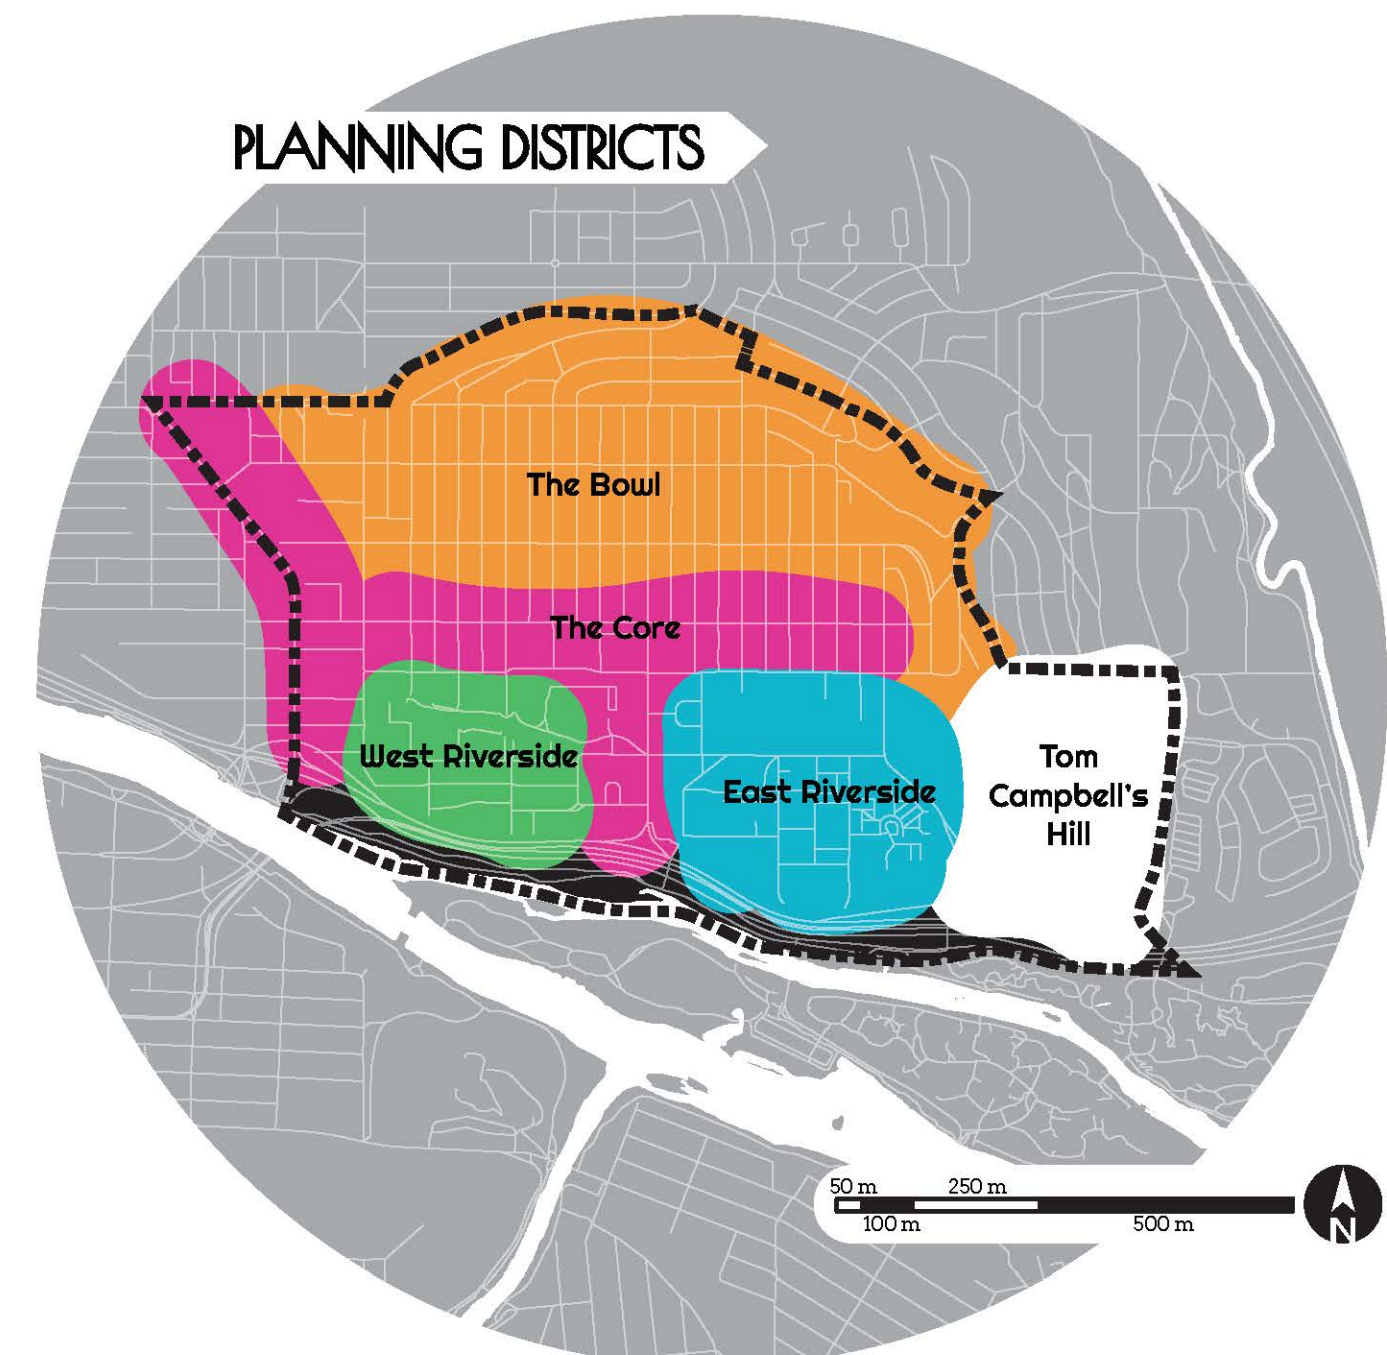 PLANNING DISTRICTS
The Bowl
The Core
West Riverside
East Riverside
Tom
Campbell's
Hill
50 m
250 m
100 m
500 m
N